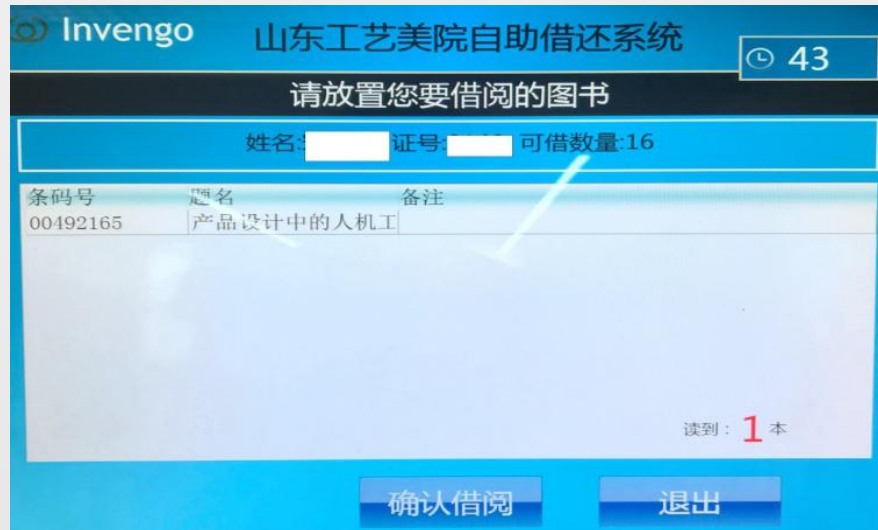 Invengo 山东工艺美院自助借还系统
43
请放置您要借阅的图书
姓名: 证号: 可借数量:16
条码号 题名 备注
00492165 产品设计中的人机工
读到: 1 本
确认借阅 退出